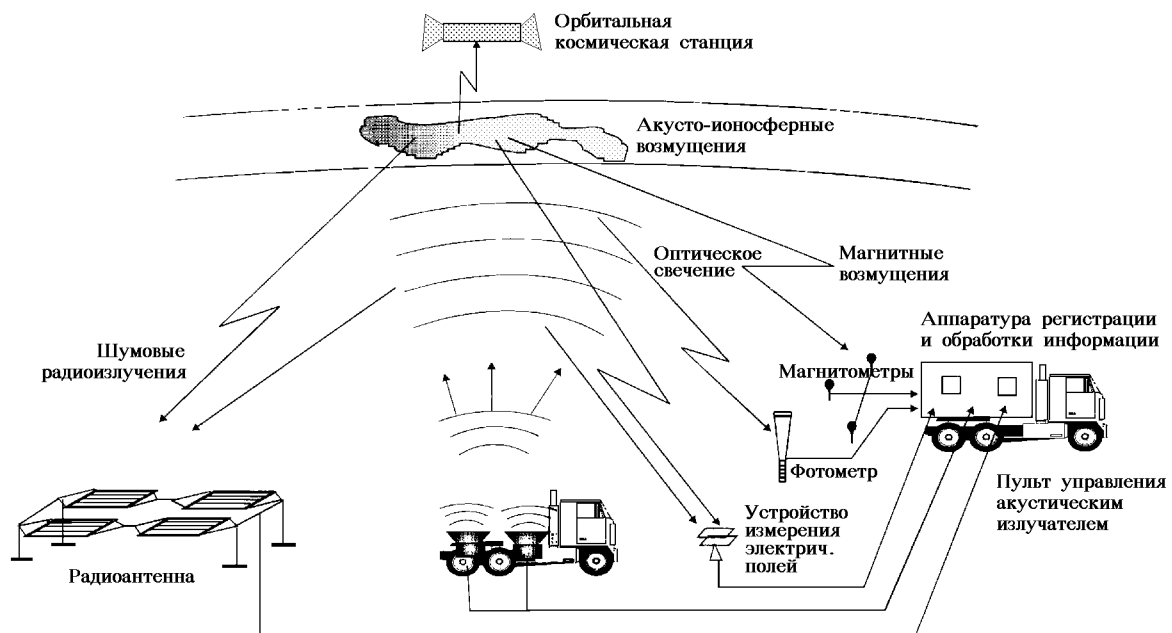 Орбитальная
космическая станция
Акусто-ионосферные
возмущения
Оптическое
свечение
Магнитные
возмущения
Шумовые
радиоизлучения
Аппаратура регистрации
и обработки информации
Магнитометры
Фотометр
Пульт управления
акустическим
излучателем
Устройство
измерения
электрич.
полей
Радиоантенна